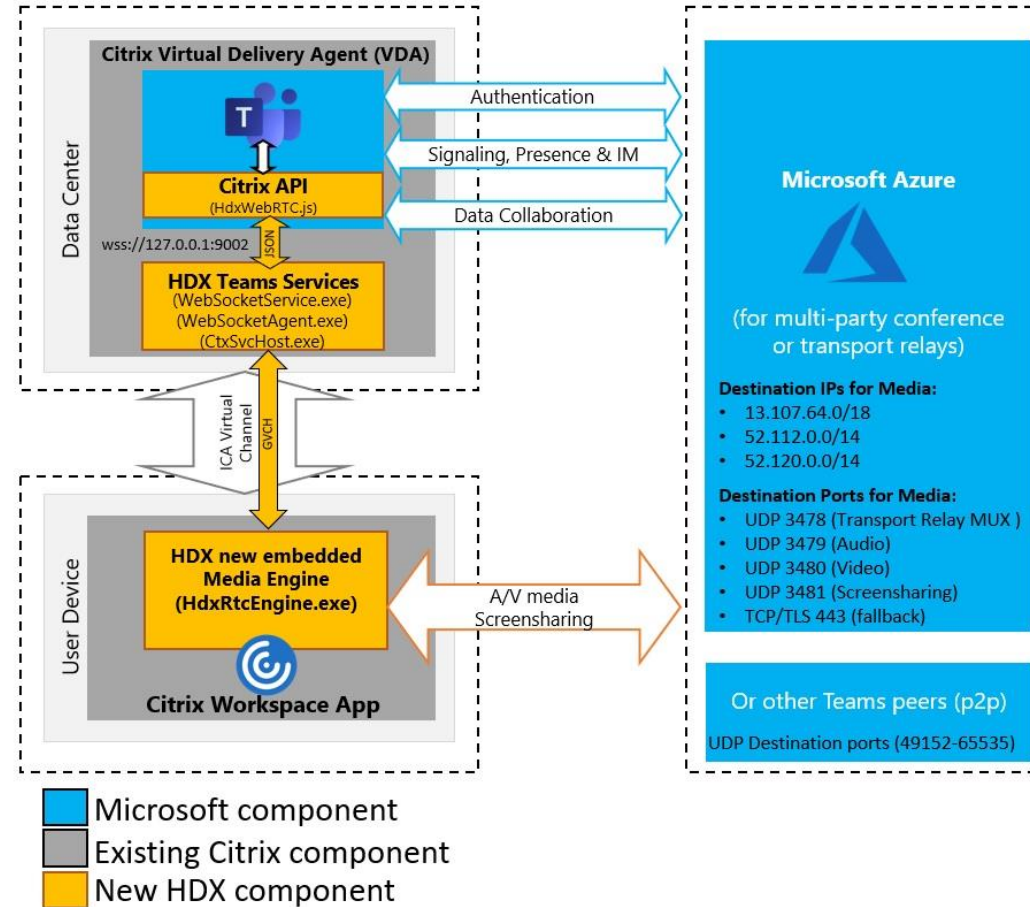 Data Center
Citrix Virtual Delivery Agent (VDA)
T
Citrix API
(HdxWebRTC.js)
wss://127.0.0.1:9002
JSON
HDX Teams Services
(WebSocketService.exe)
(WebSocketAgent.exe)
(CtxSvcHost.exe)
Authentication
Signaling, Presence & IM
Data Collaboration
ICA Virtual
Channel
GVCH
User Device
HDX new embedded
Media Engine
(HdxRtcEngine.exe)
Citrix Workspace App
A/V media
Screensharing
Microsoft Azure
(for multi-party conference
or transport relays)
Destination IPs for Media:
• 13.107.64.0/18
• 52.112.0.0/14
• 52.120.0.0/14
Destination Ports for Media:
• UDP 3478 (Transport Relay MUX )
• UDP 3479 (Audio)
• UDP 3480 (Video)
• UDP 3481 (Screensharing)
• TCP/TLS 443 (fallback)
Or other Teams peers (p2p)
UDP Destination ports (49152-65535)
Microsoft component
Existing Citrix component
New HDX component